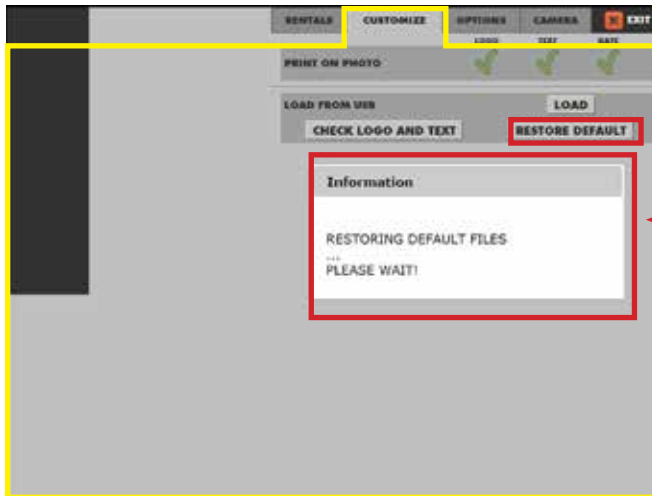 RENTALS CUSTOMIZE OPTIONS CAMERA X EXIT
LOGO TEXT DATE
PRINT ON PHOTO
LOAD FROM USB LOAD
CHECK LOGO AND TEXT RESTORE DEFAULT
Information
RESTORING DEFAULT FILES
...
PLEASE WAIT!